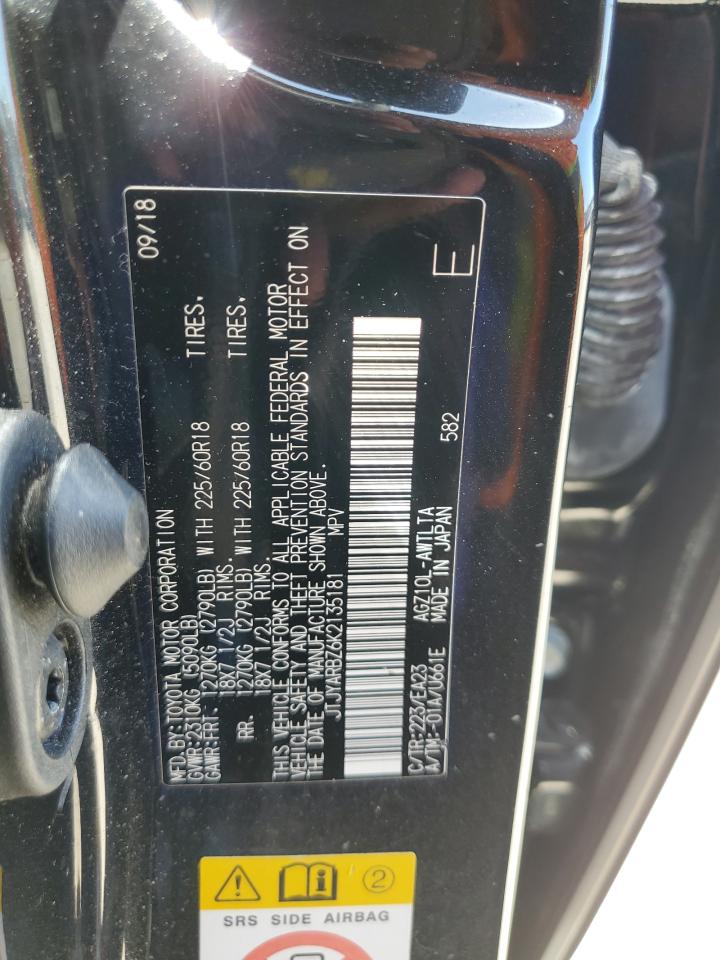 MFD.BY:TOYOTA MOTOR CORPORATION 09/18
GVWR:2310KG(5090LB)
GAWR:FRT. 1270KG (2790LB) WITH 225/60R18 TIRES,
18X7 1/2J RIMS.
RR. 1270KG (2790LB) WITH 225/60R18 TIRES,
18X7 1/2J RIMS.
THIS VEHICLE CONFORMS TO ALL APPLICABLE FEDERAL MOTOR
VEHICLE SAFETY AND THEFT PREVENTION STANDARDS IN EFFECT ON
THE DATE OF MANUFACTURE SHOWN ABOVE.
JTJYARBZ6K2135181 MPV
C/TR:223/EA23 AGZ10L-AWTLTA 582
A/TM:-01A/U661E MADE IN JAPAN
E
2
SRS SIDE AIRBAG